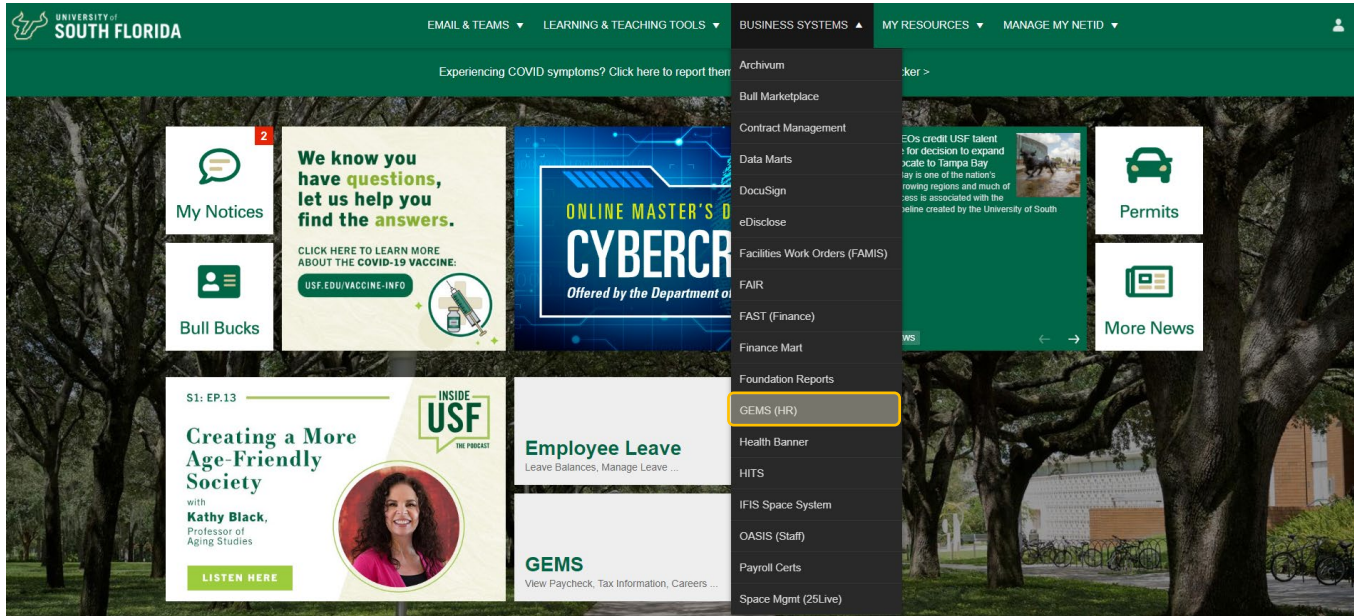 UNIVERSITY of
SOUTH FLORIDA
EMAIL & TEAMS ▼
LEARNING & TEACHING TOOLS ▼
BUSINESS SYSTEMS ▲
MY RESOURCES ▼
MANAGE MY NETID ▼
Experiencing COVID symptoms? Click here to report them
cker >
Archivum
Bull Marketplace
Contract Management
Data Marts
DocuSign
eDisclose
Facilities Work Orders (FAMIS)
FAIR
FAST (Finance)
Finance Mart
Foundation Reports
GEMS (HR)
Health Banner
HITS
IFIS Space System
OASIS (Staff)
Payroll Certs
Space Mgmt (25Live)
2
My Notices
Bull Bucks
We know you
have questions,
let us help you
find the answers.
CLICK HERE TO LEARN MORE
ABOUT THE COVID-19 VACCINE:
USF.EDU/VACCINE-INFO
ONLINE MASTER'S D
CYBERCR
Offered by the Department of
EOs credit USF talent
for decision to expand
ocate to Tampa Bay
ay is one of the nation's
rowing regions and much of
cess is associated with the
peline created by the University of South
WS
← →
Permits
More News
S1: EP.13
INSIDE
USF
THE PODCAST
Creating a More
Age-Friendly
Society
with
Kathy Black,
Professor of
Aging Studies
LISTEN HERE
Employee Leave
Leave Balances, Manage Leave ...
GEMS
View Paycheck, Tax Information, Careers ...